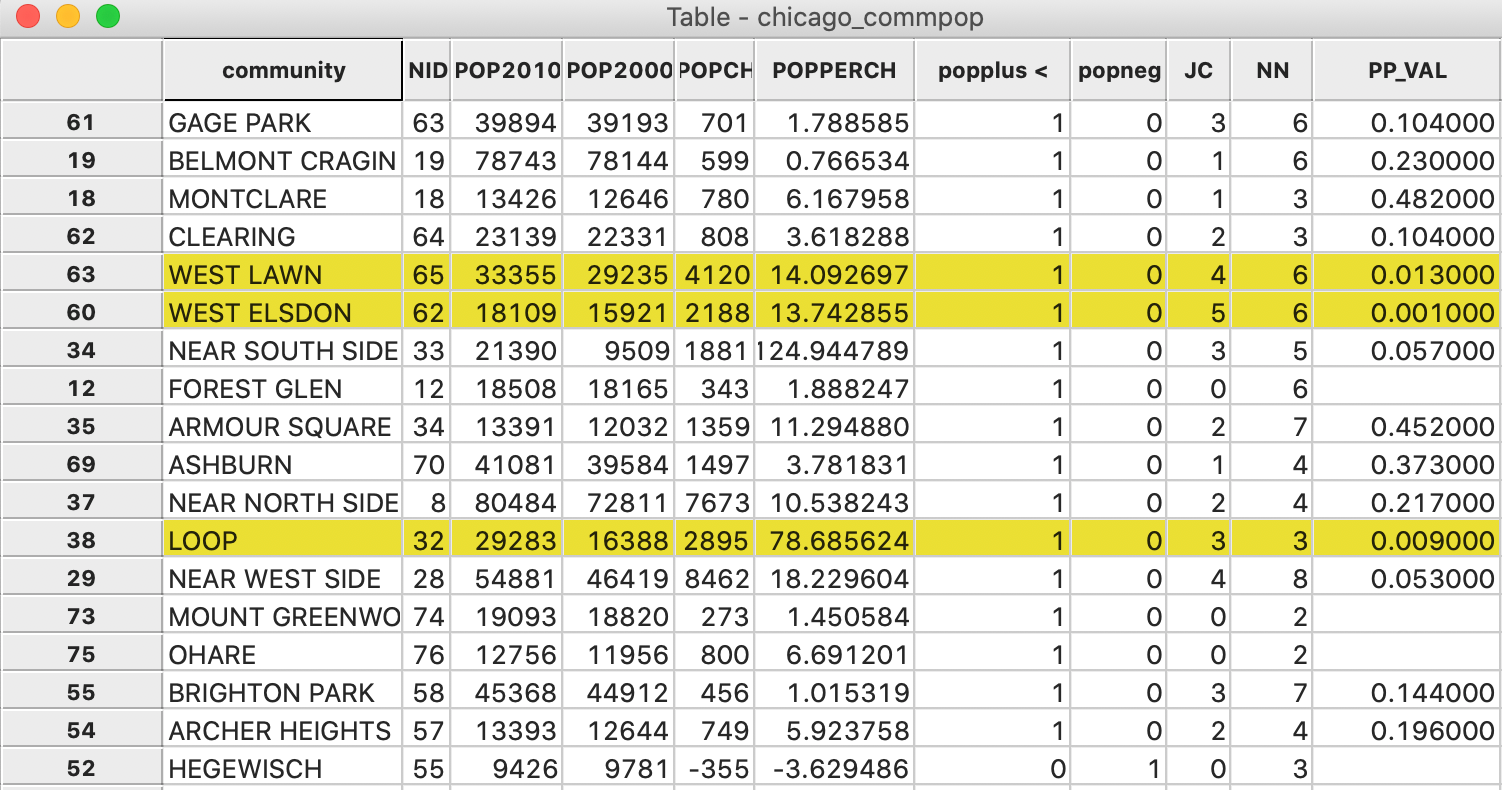 Table - chicago_commpop
community NID POP2010 POP2000 POPCH POPPERCH popplus < popneg JC NN PP_VAL
61 GAGE PARK 63 39894 39193 701 1.788585 1 0 3 6 0.104000
19 BELMONT CRAGIN 19 78743 78144 599 0.766534 1 0 1 6 0.230000
18 MONTCLARE 18 13426 12646 780 6.167958 1 0 1 3 0.482000
62 CLEARING 64 23139 22331 808 3.618288 1 0 2 3 0.104000
63 WEST LAWN 65 33355 29235 4120 14.092697 1 0 4 6 0.013000
60 WEST ELSDON 62 18109 15921 2188 13.742855 1 0 5 6 0.001000
34 NEAR SOUTH SIDE 33 21390 9509 1881 124.944789 1 0 3 5 0.057000
12 FOREST GLEN 12 18508 18165 343 1.888247 1 0 0 6
35 ARMOUR SQUARE 34 13391 12032 1359 11.294880 1 0 2 7 0.452000
69 ASHBURN 70 41081 39584 1497 3.781831 1 0 1 4 0.373000
37 NEAR NORTH SIDE 8 80484 72811 7673 10.538243 1 0 2 4 0.217000
38 LOOP 32 29283 16388 2895 78.685624 1 0 3 3 0.009000
29 NEAR WEST SIDE 28 54881 46419 8462 18.229604 1 0 4 8 0.053000
73 MOUNT GREENWO 74 19093 18820 273 1.450584 1 0 0 2
75 OHARE 76 12756 11956 800 6.691201 1 0 0 2
55 BRIGHTON PARK 58 45368 44912 456 1.015319 1 0 3 7 0.144000
54 ARCHER HEIGHTS 57 13393 12644 749 5.923758 1 0 2 4 0.196000
52 HEGEWISCH 55 9426 9781 -355 -3.629486 0 1 0 3